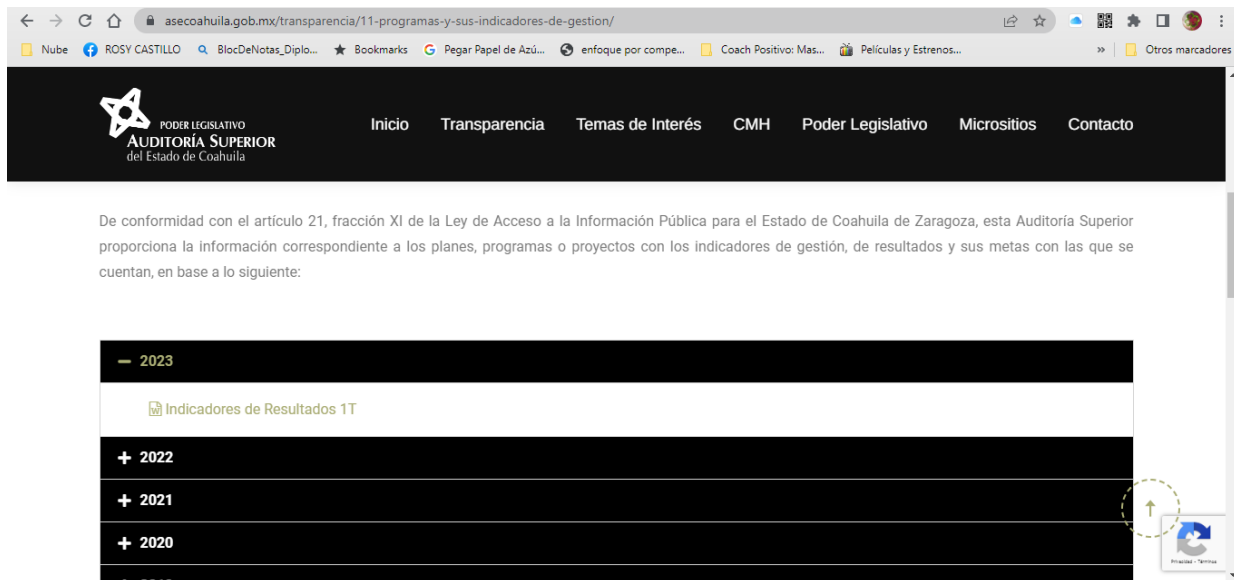 asecoahuila.gob.mx/transparencia/11-programas-y-sus-indicadores-de-gestion/
Nube ROSY CASTILLO BlocDeNotas_Diplo... Bookmarks Pegar Papel de Azú... enfoque por compe... Coach Positivo: Mas... Películas y Estrenos... » Otros marcadores
PODER LEGISLATIVO
AUDITORÍA SUPERIOR
del Estado de Coahuila
Inicio Transparencia Temas de Interés CMH Poder Legislativo Micrositios Contacto
De conformidad con el artículo 21, fracción XI de la Ley de Acceso a la Información Pública para el Estado de Coahuila de Zaragoza, esta Auditoría Superior
proporciona la información correspondiente a los planes, programas o proyectos con los indicadores de gestión, de resultados y sus metas con las que se
cuentan, en base a lo siguiente:
2023
Indicadores de Resultados 1T
2022
2021
2020
Privacidad - Términos